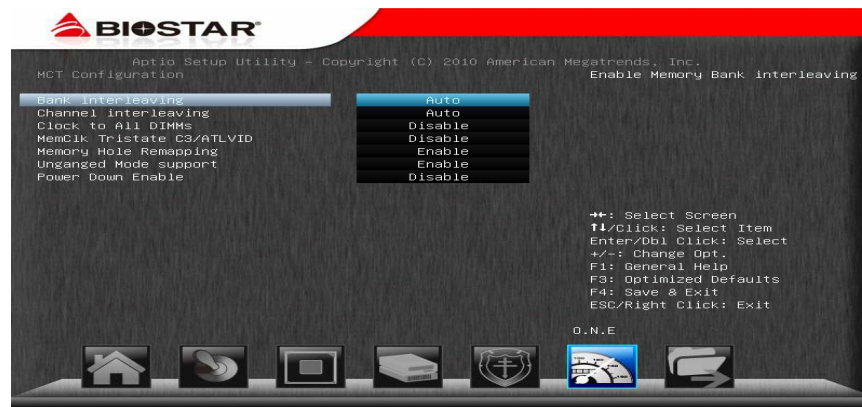 BIOSTAR®
Aptio Setup Utility – Copyright (C) 2010 American Megatrends, Inc.
MCT Configuration
Enable Memory Bank interleaving
Bank interleaving Auto
Channel interleaving Auto
Clock to All DIMMs Disable
MemClk Tristate C3/ATLVID Disable
Memory Hole Remapping Enable
Unganged Mode support Enable
Power Down Enable Disable
→←: Select Screen
↑↓/Click: Select Item
Enter/Dbl Click: Select
+/-: Change Opt.
F1: General Help
F3: Optimized Defaults
F4: Save & Exit
ESC/Right Click: Exit
O.N.E